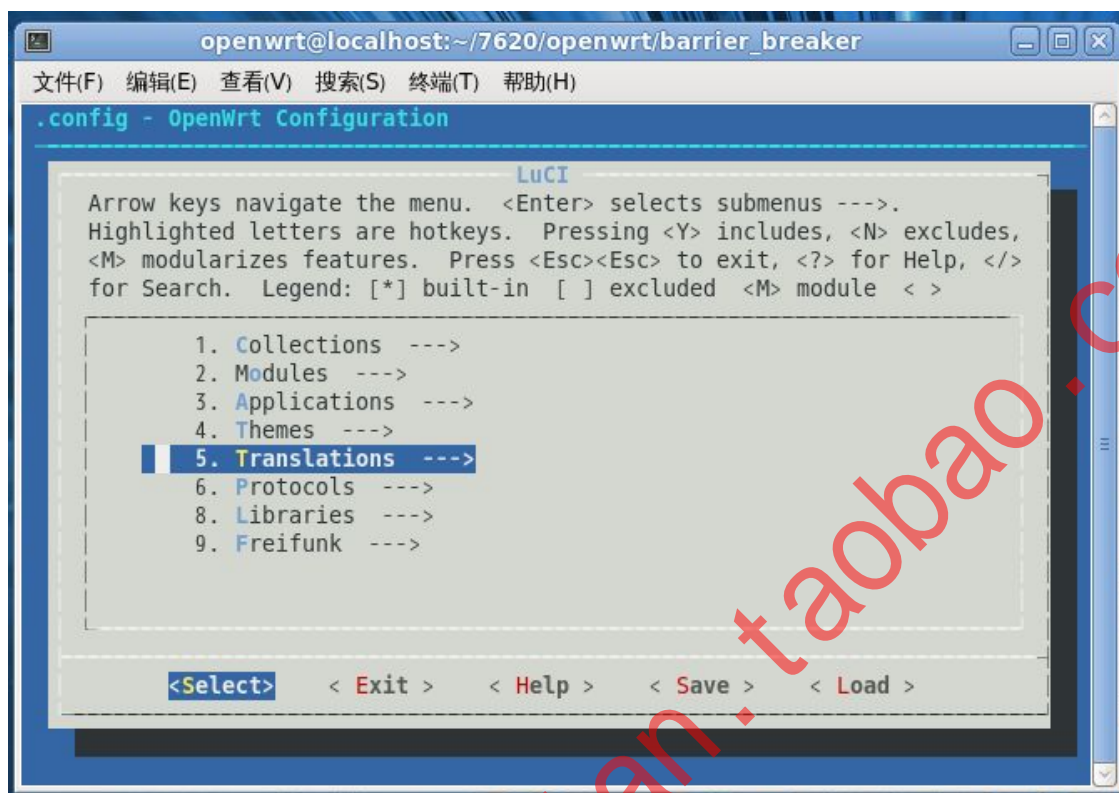 openwrt@localhost:~/7620/openwrt/barrier_breaker
文件(F) 编辑(E) 查看(V) 搜索(S) 终端(T) 帮助(H)
.config - OpenWrt Configuration
LuCI
Arrow keys navigate the menu.  <Enter> selects submenus --->.
Highlighted letters are hotkeys.  Pressing <Y> includes, <N> excludes,
<M> modularizes features.  Press <Esc><Esc> to exit, <?> for Help, </>
for Search.  Legend: [*] built-in  [ ] excluded  <M> module  < >
1. Collections  --->
2. Modules  --->
3. Applications  --->
4. Themes  --->
5. Translations  --->
6. Protocols  --->
8. Libraries  --->
9. Freifunk  --->
<Select>    < Exit >    < Help >    < Save >    < Load >
an.taobao.c